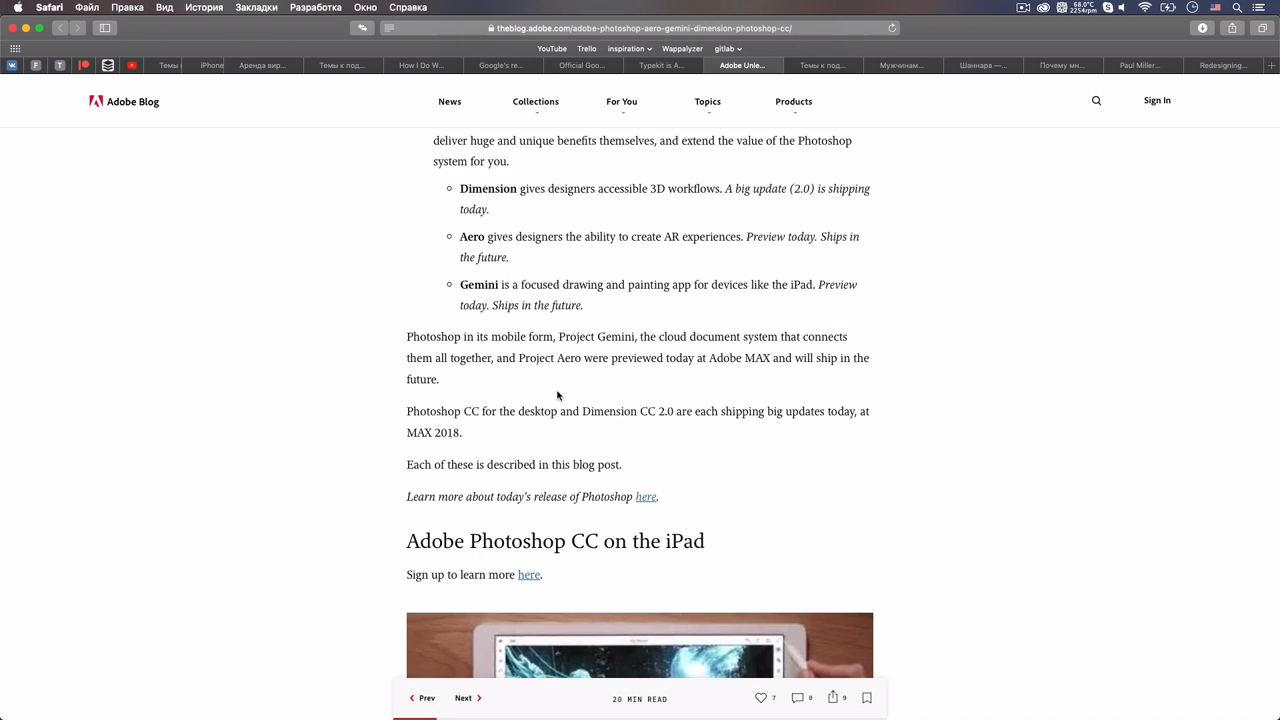 Safari Файл Правка Вид История Закладки Разработка Окно Справка
58.0°C
2254rpm
theblog.adobe.com/adobe-photoshop-aero-gemini-dimension-photoshop-cc/
YouTube Trello inspiration Wappalyzer gitlab
Темы iPhone Аренда вир... Темы к под... How I Do W... Google's re... Official Goo... Typekit is A... Adobe Unle... Темы к под... Мужчинам... Шаннара —... Почему мн... Paul Miller... Redesigning...
Adobe Blog News Collections For You Topics Products Sign In
deliver huge and unique benefits themselves, and extend the value of the Photoshop
system for you.
Dimension gives designers accessible 3D workflows. A big update (2.0) is shipping
today.
Aero gives designers the ability to create AR experiences. Preview today. Ships in
the future.
Gemini is a focused drawing and painting app for devices like the iPad. Preview
today. Ships in the future.
Photoshop in its mobile form, Project Gemini, the cloud document system that connects
them all together, and Project Aero were previewed today at Adobe MAX and will ship in the
future.
Photoshop CC for the desktop and Dimension CC 2.0 are each shipping big updates today, at
MAX 2018.
Each of these is described in this blog post.
Learn more about today's release of Photoshop here.
Adobe Photoshop CC on the iPad
Sign up to learn more here.
Prev Next 20 MIN READ 7 0 9